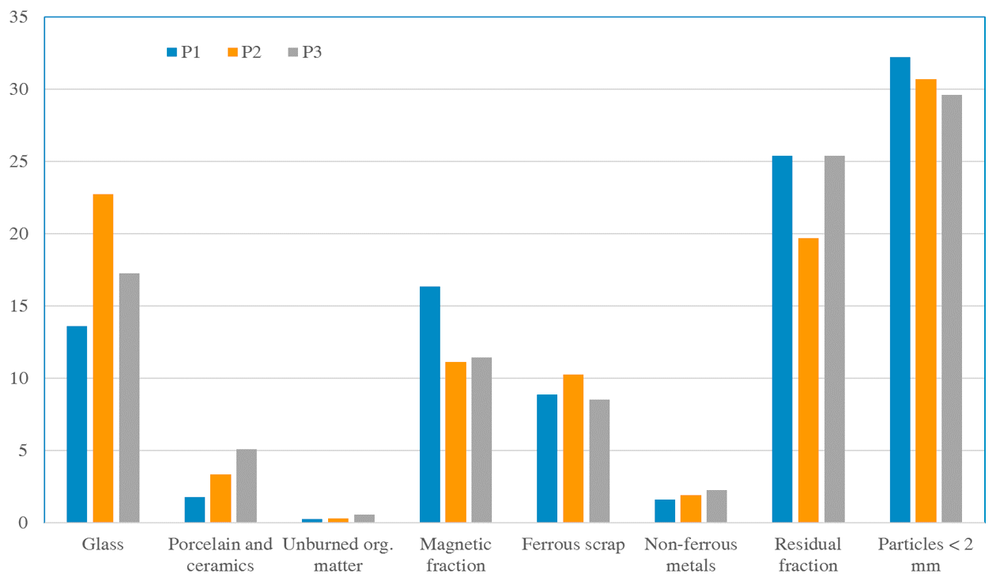 35
30
25
20
15
10
5
0
P1 P2 P3
Glass
Porcelain and
ceramics
Unburned org.
matter
Magnetic
fraction
Ferrous scrap
Non-ferrous
metals
Residual
fraction
Particles < 2
mm